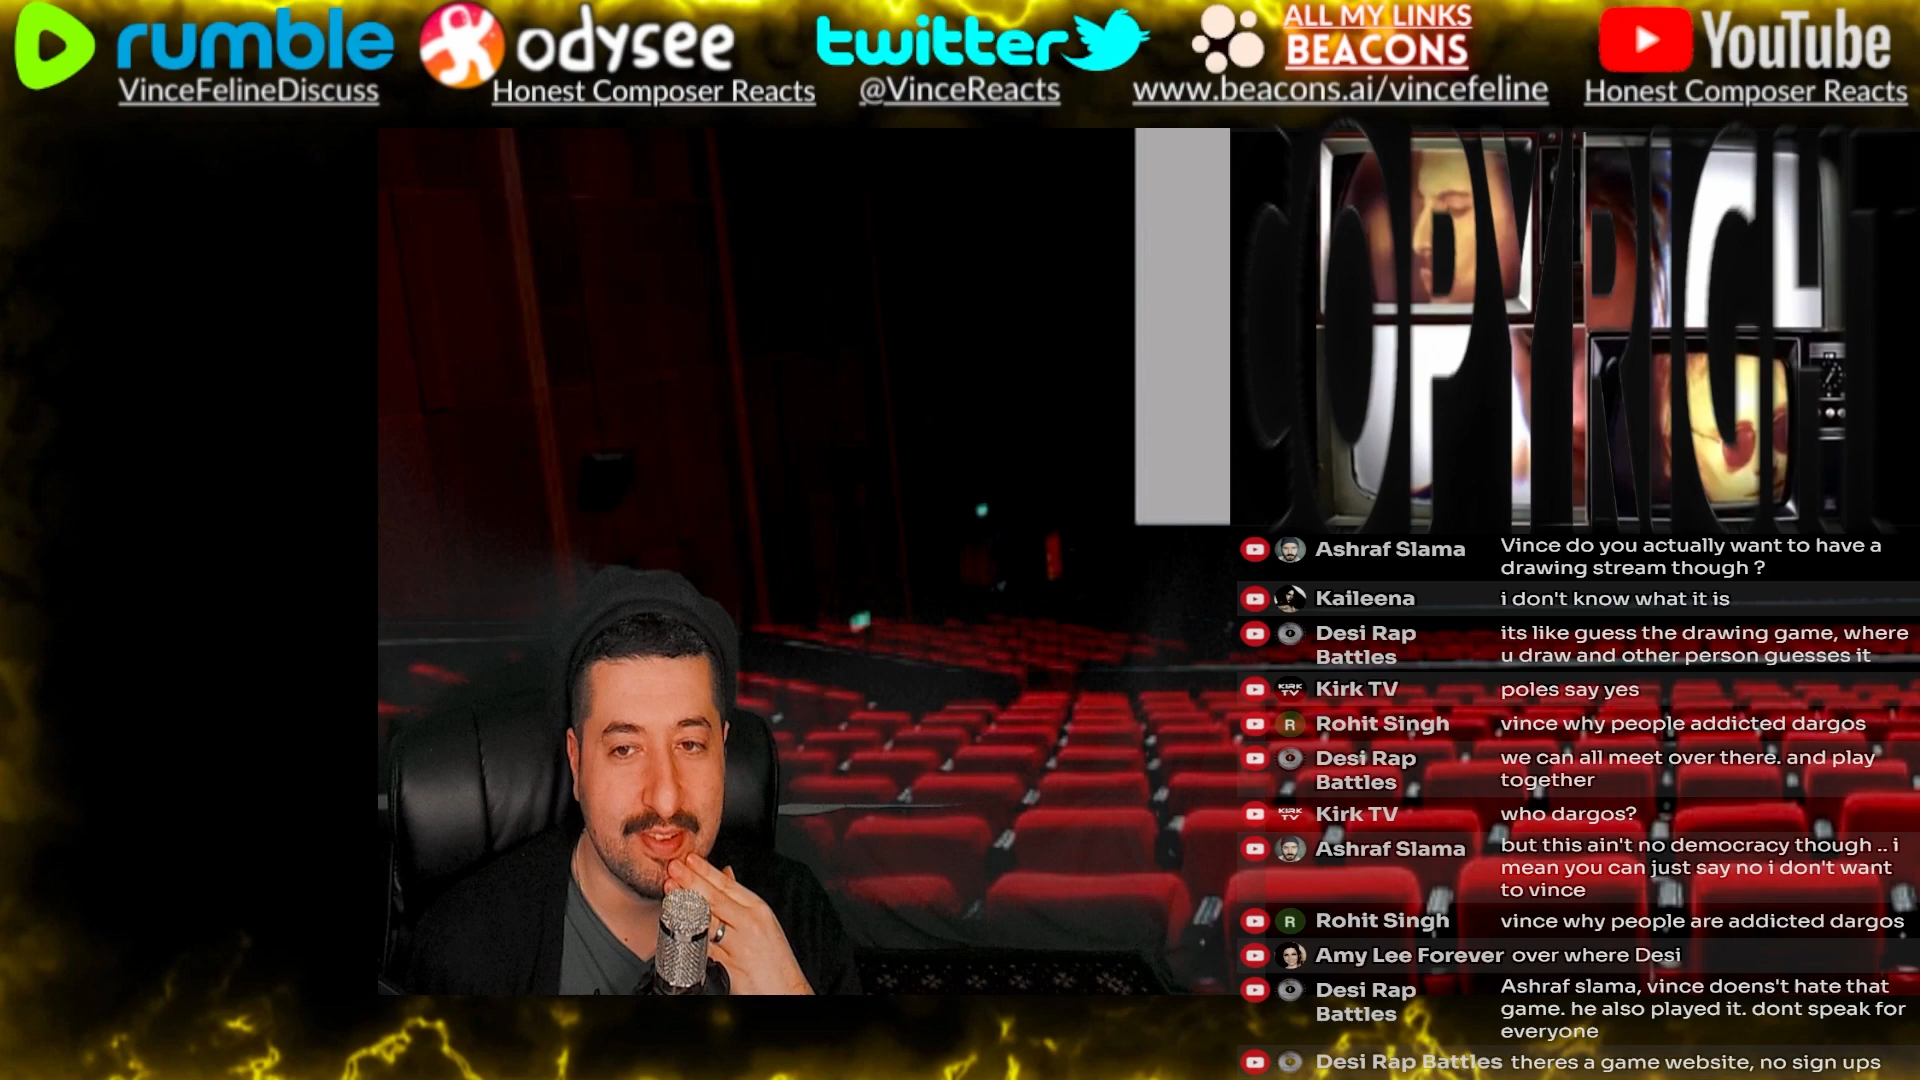 rumble
VinceFelineDiscuss
odysee
Honest Composer Reacts
twitter
@VinceReacts
ALL MY LINKS
BEACONS
www.beacons.ai/vincefeline
YouTube
Honest Composer Reacts
COPYRIGHT
Ashraf Slama Vince do you actually want to have a
drawing stream though ?
Kaileena i don't know what it is
Desi Rap its like guess the drawing game, where
Battles u draw and other person guesses it
KIRK TV Kirk TV poles say yes
R Rohit Singh vince why people addicted dargos
Desi Rap we can all meet over there. and play
Battles together
KIRK TV Kirk TV who dargos?
Ashraf Slama but this ain't no democracy though .. i
mean you can just say no i don't want
to vince
R Rohit Singh vince why people are addicted dargos
Amy Lee Forever over where Desi
Desi Rap Ashraf slama, vince doens't hate that
Battles game. he also played it. dont speak for
everyone
Desi Rap Battles theres a game website, no sign ups